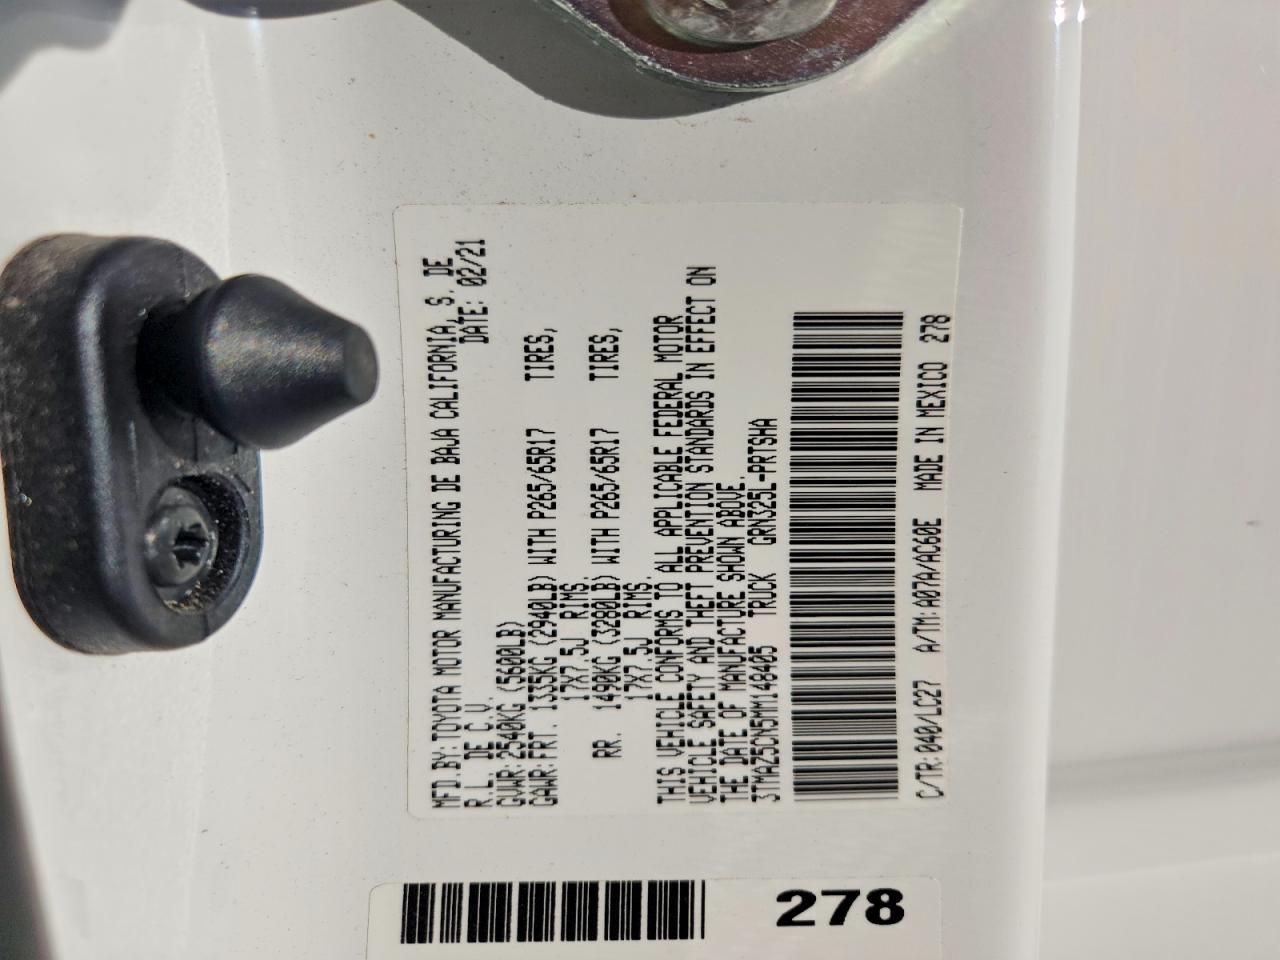 MFD.BY: TOYOTA MOTOR MANUFACTURING DE BAJA CALIFORNIA, S. DE
R.L. DE C.V. DATE: 02/21
GVWR: 2540KG (5600LB)
GAWR: FRT. 1335KG (2940LB) WITH P265/65R17 TIRES,
17X7.5J RIMS.
RR. 1490KG (3280LB) WITH P265/65R17 TIRES,
17X7.5J RIMS.
THIS VEHICLE CONFORMS TO ALL APPLICABLE FEDERAL MOTOR
VEHICLE SAFETY AND THEFT PREVENTION STANDARDS IN EFFECT ON
THE DATE OF MANUFACTURE SHOWN ABOVE.
3TMAZ5CN5MM148405 TRUCK GRN325L-PRTSHA
C/TR: 040/LC27 A/TM: A07A/AC60E MADE IN MEXICO 278
278